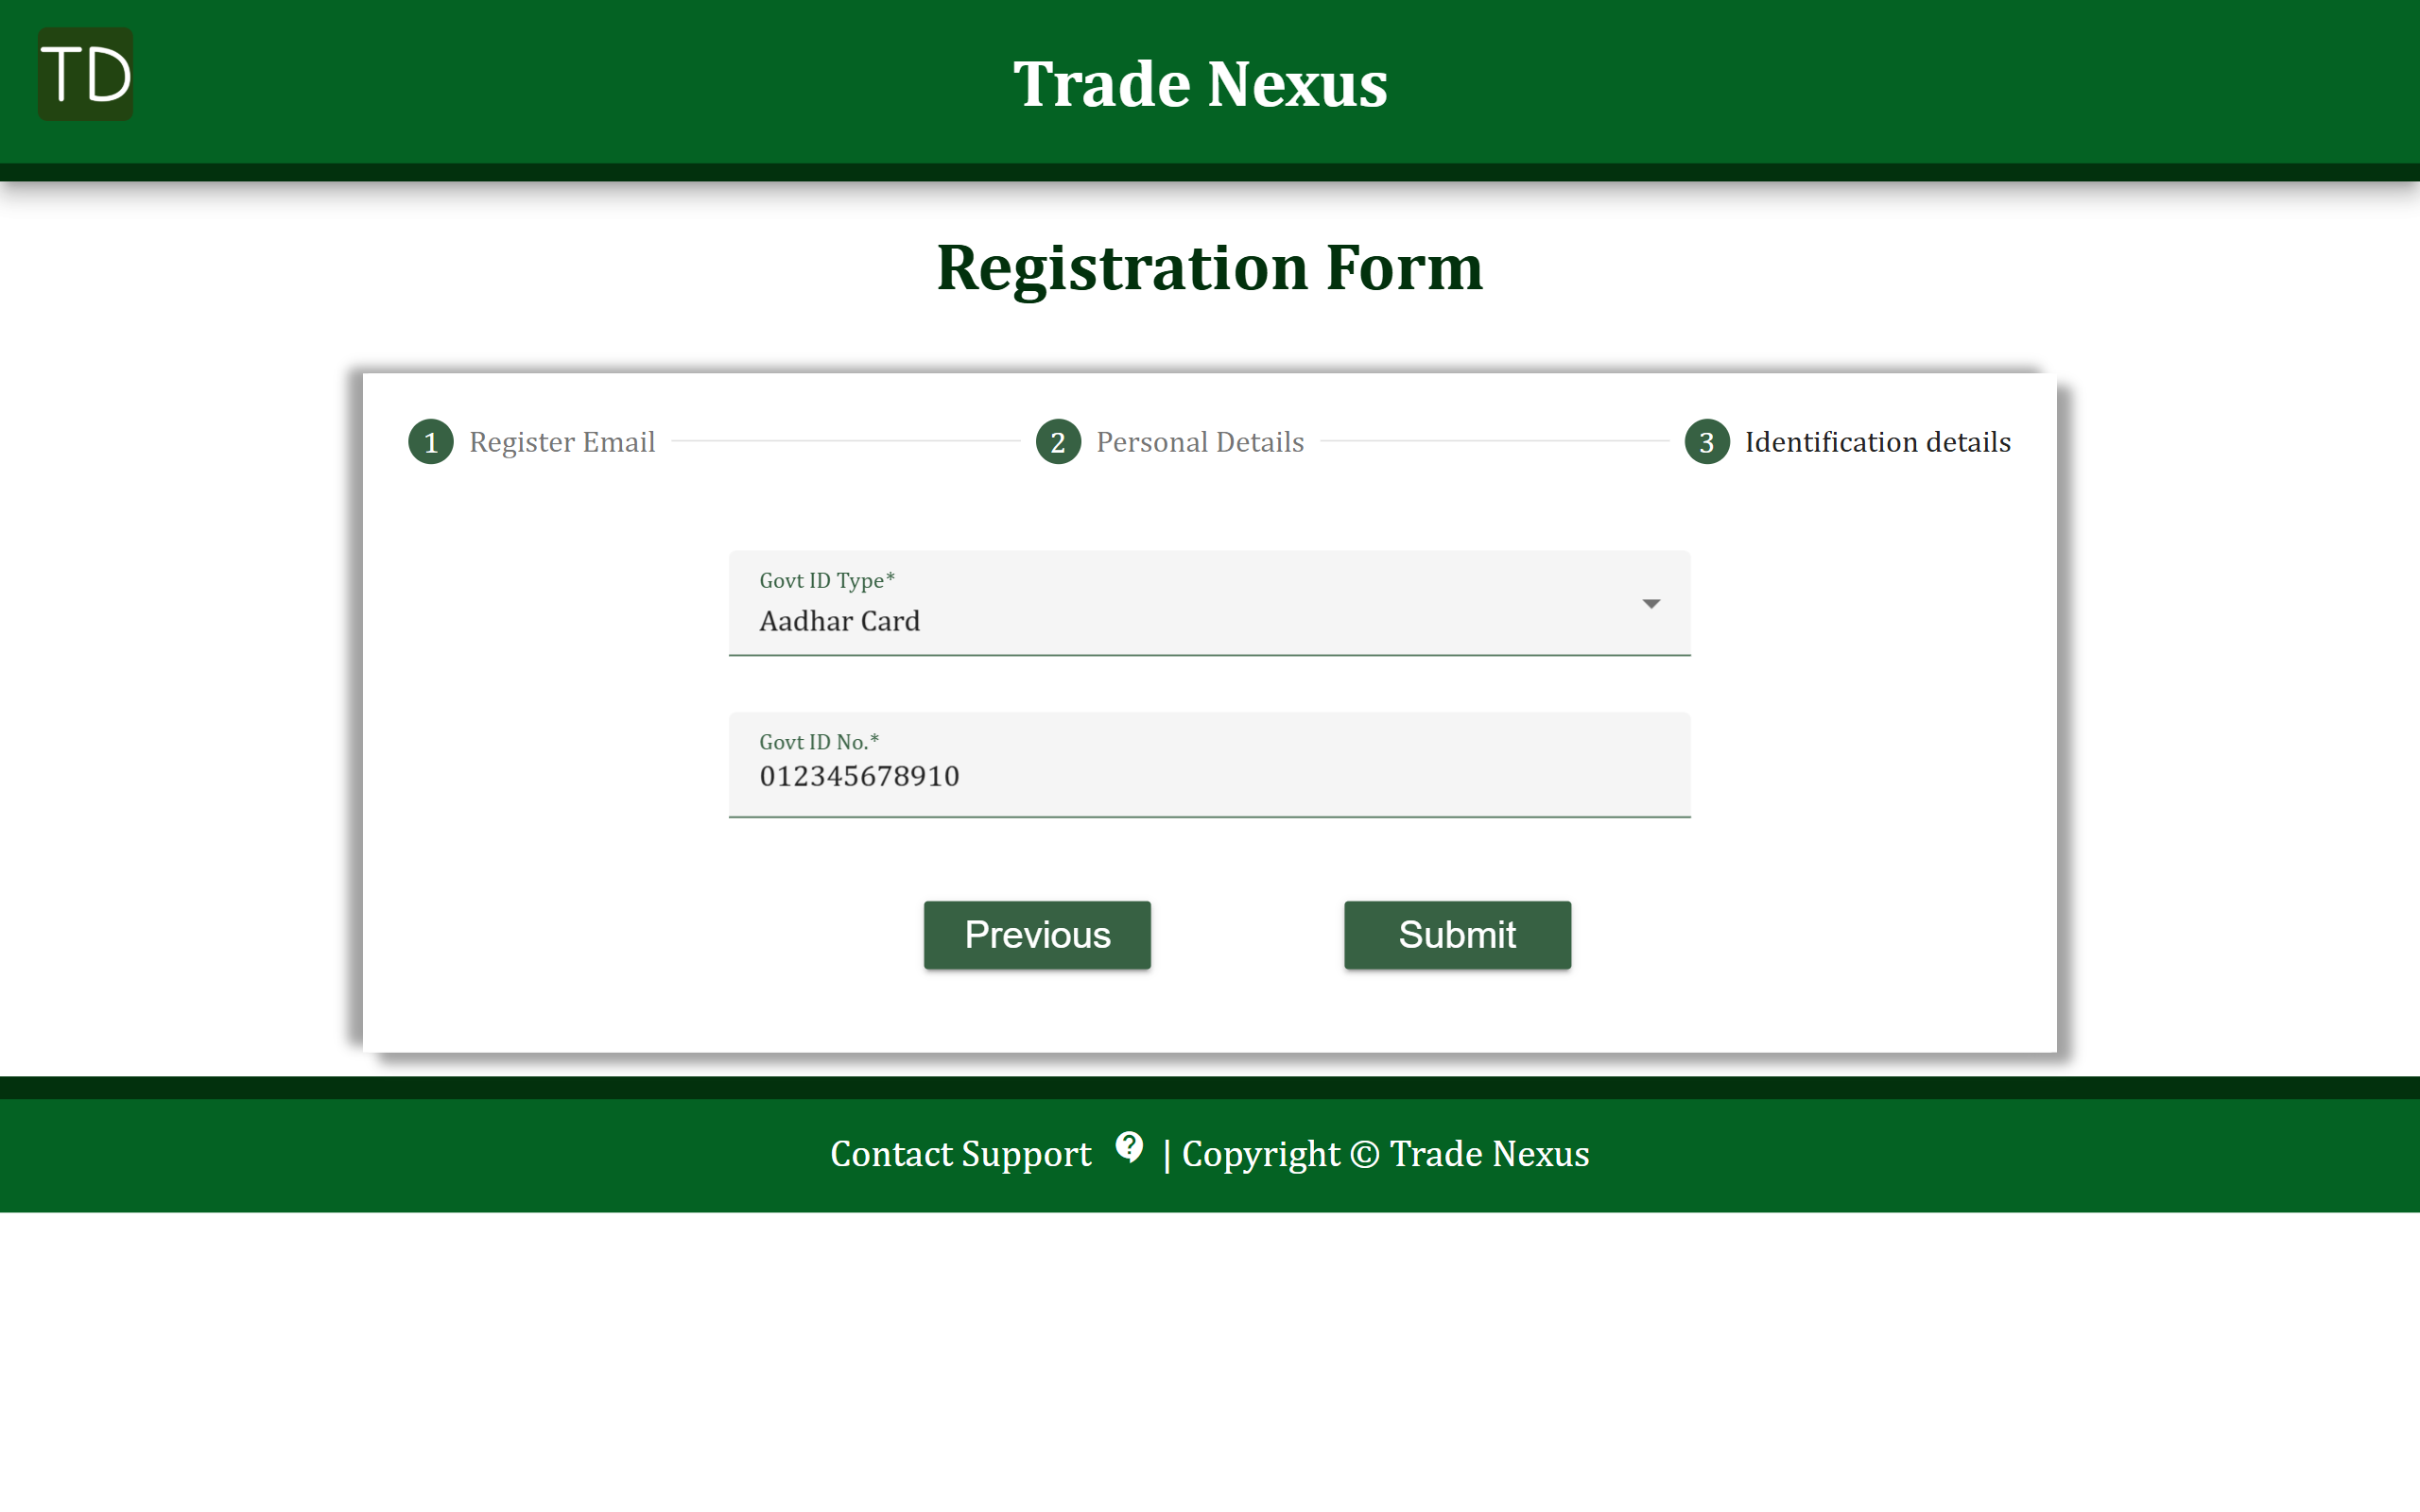 TD
Trade Nexus
Registration Form
1 Register Email 2 Personal Details 3 Identification details
Govt ID Type*
Aadhar Card
Govt ID No.*
012345678910
Previous Submit
Contact Support ? | Copyright © Trade Nexus